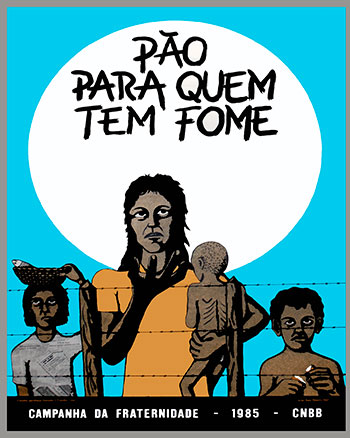 PÃO
PARA QUEM
TEM FOME
CAMPANHA DA FRATERNIDADE - 1985 - CNBB